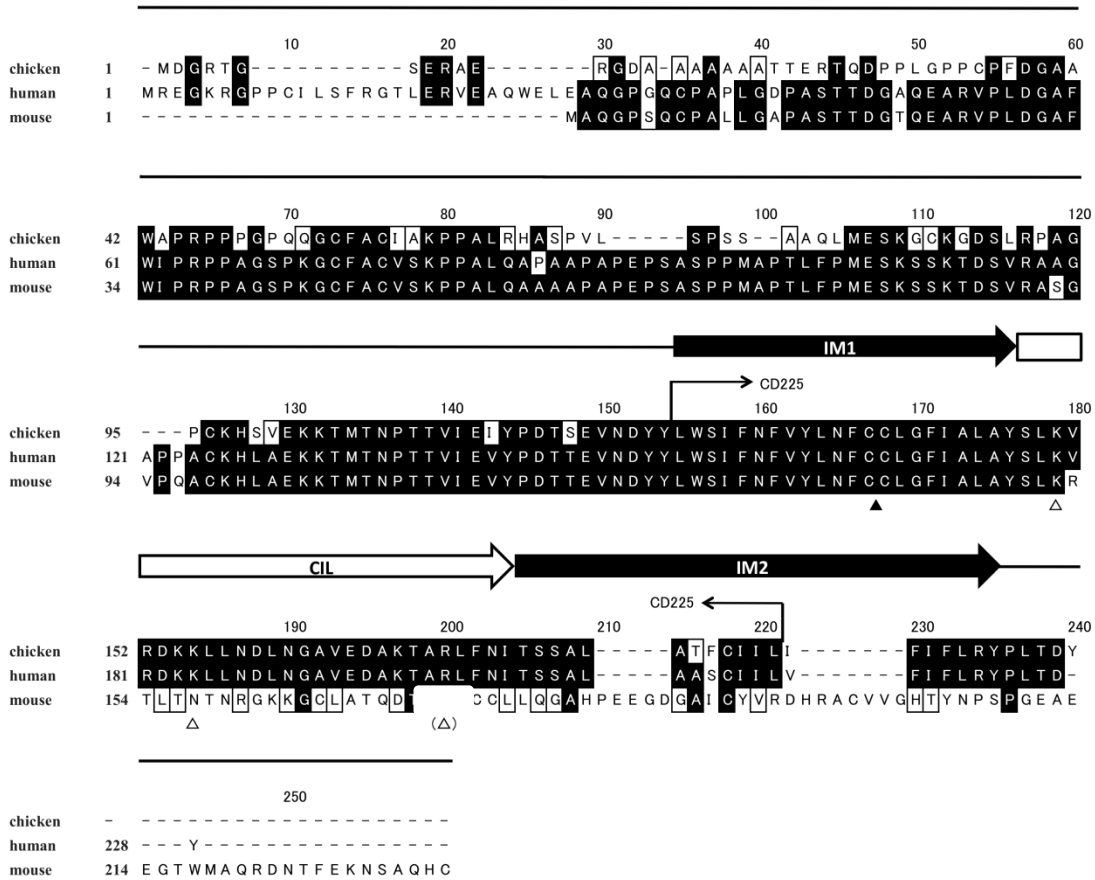 10 20 30 40 50 60
chicken 1 - M D G R T G - - - - - - - - - - S E R A E - - - - - - - R G D A - A A A A A A T T E R T Q D P P L G P P C P F D G A A
human 1 M R E G K R G P P C I L S F R G T L E R V E A Q W E L E A Q G P G Q C P A P L G D P A S T T D G A Q E A R V P L D G A F
mouse 1 - - - - - - - - - - - - - - - - - - - - - - - - - - - M A Q G P S Q C P A L L G A P A S T T D G T Q E A R V P L D G A F
70 80 90 100 110 120
chicken 42 W A P R P P P G P Q Q G C F A C I A K P P A L R H A S P V L - - - - - S P S S - - A A Q L M E S K G C K G D S L R P A G
human 61 W I P R P P A G S P K G C F A C V S K P P A L Q A P A A P A P E P S A S P P M A P T L F P M E S K S S K T D S V R A A G
mouse 34 W I P R P P A G S P K G C F A C V S K P P A L Q A A A A P A P E P S A S P P M A P T L F P M E S K S S K T D S V R A S G
IM1
CD225
130 140 150 160 170 180
chicken 95 - - - P C K H S V E K K T M T N P T T V I E I Y P D T S E V N D Y Y L W S I F N F V Y L N F C C L G F I A L A Y S L K V
human 121 A P P A C K H L A E K K T M T N P T T V I E V Y P D T T E V N D Y Y L W S I F N F V Y L N F C C L G F I A L A Y S L K V
mouse 94 V P Q A C K H L A E K K T M T N P T T V I E V Y P D T T E V N D Y Y L W S I F N F V Y L N F C C L G F I A L A Y S L K R
▲ △
CIL IM2
CD225
190 200 210 220 230 240
chicken 152 R D K K L L N D L N G A V E D A K T A R L F N I T S S A L - - - - - A T F C I I L I - - - - - - - F I F L R Y P L T D Y
human 181 R D K K L L N D L N G A V E D A K T A R L F N I T S S A L - - - - - A A S C I I L V - - - - - - - F I F L R Y P L T D -
mouse 154 T L T N T N R G K K G C L A T Q D T C C L L Q G A H P E E G D G A I C Y V R D H R A C V V G H T Y N P S P G E A E
△ (△)
250
chicken - - - - - - - - - - - - - - - - - - - - -
human 228 - - - Y - - - - - - - - - - - - - - - -
mouse 214 E G T W M A Q R D N T F E K N S A Q H C